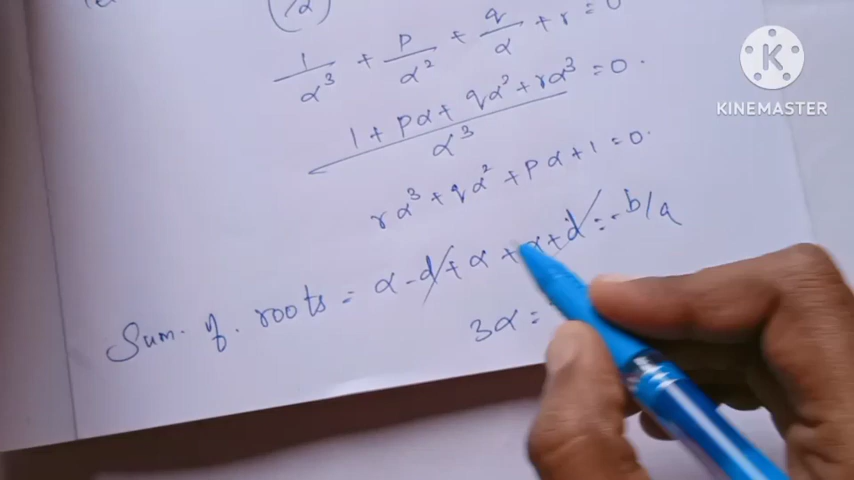 (1/α)
1/α³ + p/α² + q/α + r = 0
1 + pα + qα² + rα³ / α³ = 0.
rα³ + qα² + pα + 1 = 0.
Sum. of. roots = α - d + α + α + d = -b/a
3α =
K
KINEMASTER